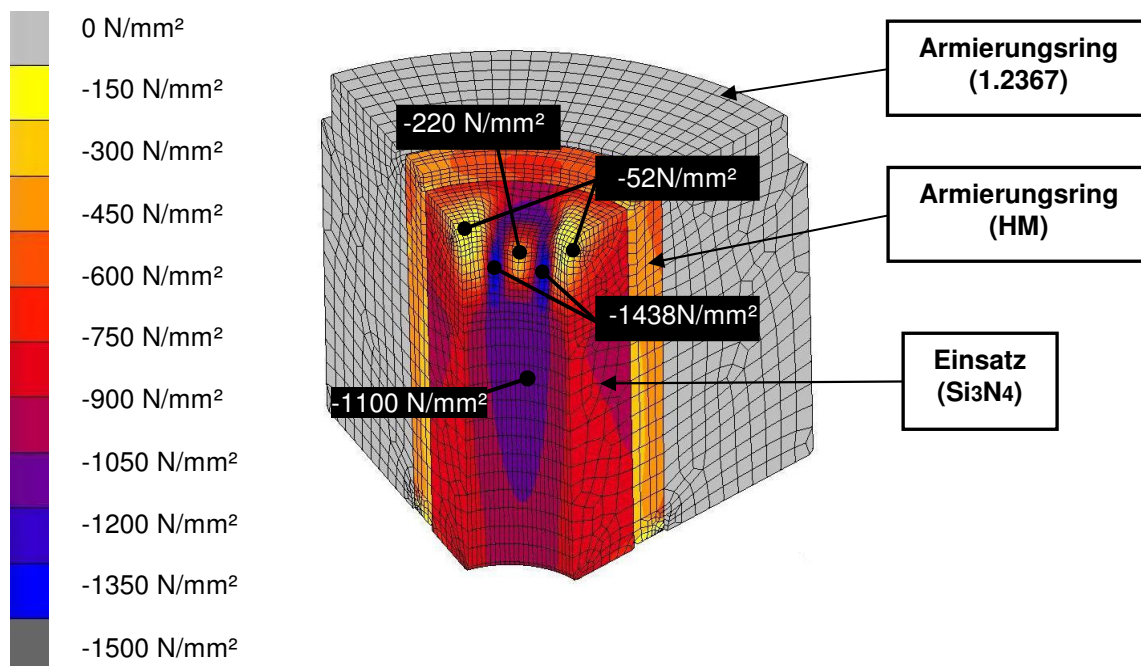 0 N/mm²
-150 N/mm²
-300 N/mm²
-450 N/mm²
-600 N/mm²
-750 N/mm²
-900 N/mm²
-1050 N/mm²
-1200 N/mm²
-1350 N/mm²
-1500 N/mm²
-220 N/mm²
-52N/mm²
-1438N/mm²
-1100 N/mm²
Armierungsring
(1.2367)
Armierungsring
(HM)
Einsatz
(Si3N4)